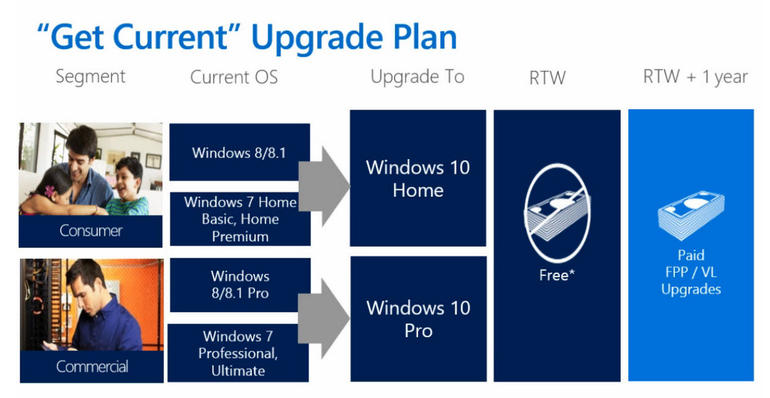 “Get Current” Upgrade Plan
Segment
Current OS
Upgrade To
RTW
RTW + 1 year
Consumer
Windows 8/8.1
Windows 7 Home
Basic, Home
Premium
Windows 10
Home
Commercial
Windows
8/8.1 Pro
Windows 7
Professional,
Ultimate
Windows 10
Pro
Free*
Paid
FPP / VL
Upgrades